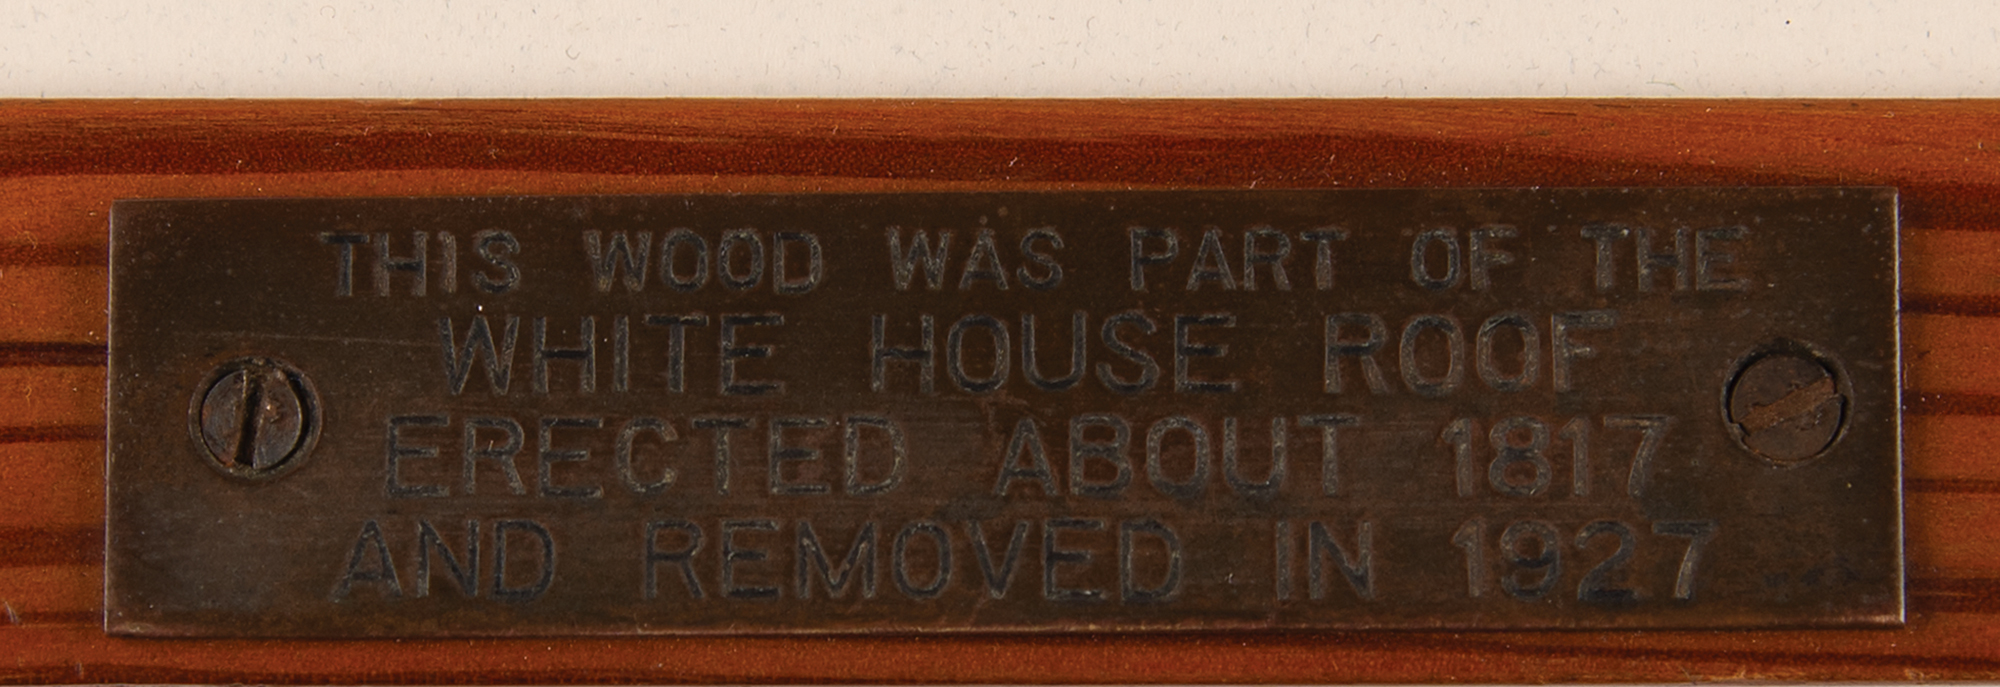 THIS WOOD WAS PART OF THE
WHITE HOUSE ROOF
ERECTED ABOUT 1817
AND REMOVED IN 1927